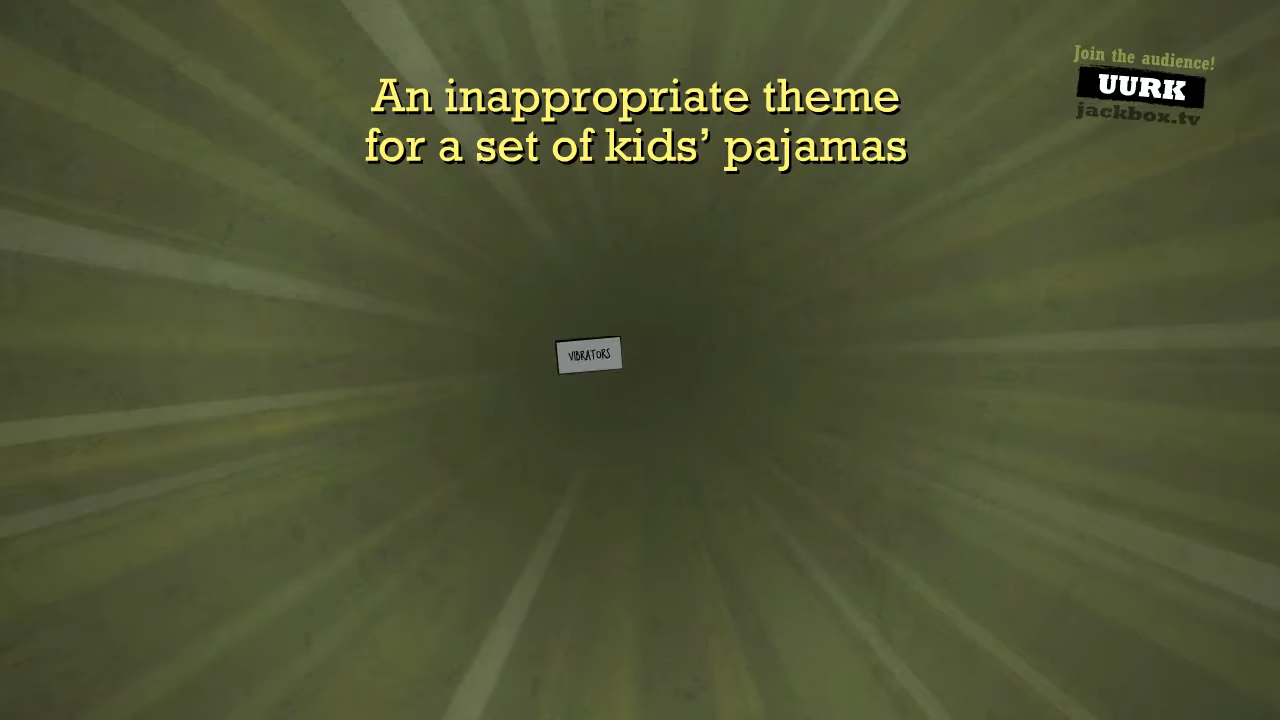 Join the audience!
UURK
jackbox.tv
An inappropriate theme
for a set of kids’ pajamas
VIBRATORS